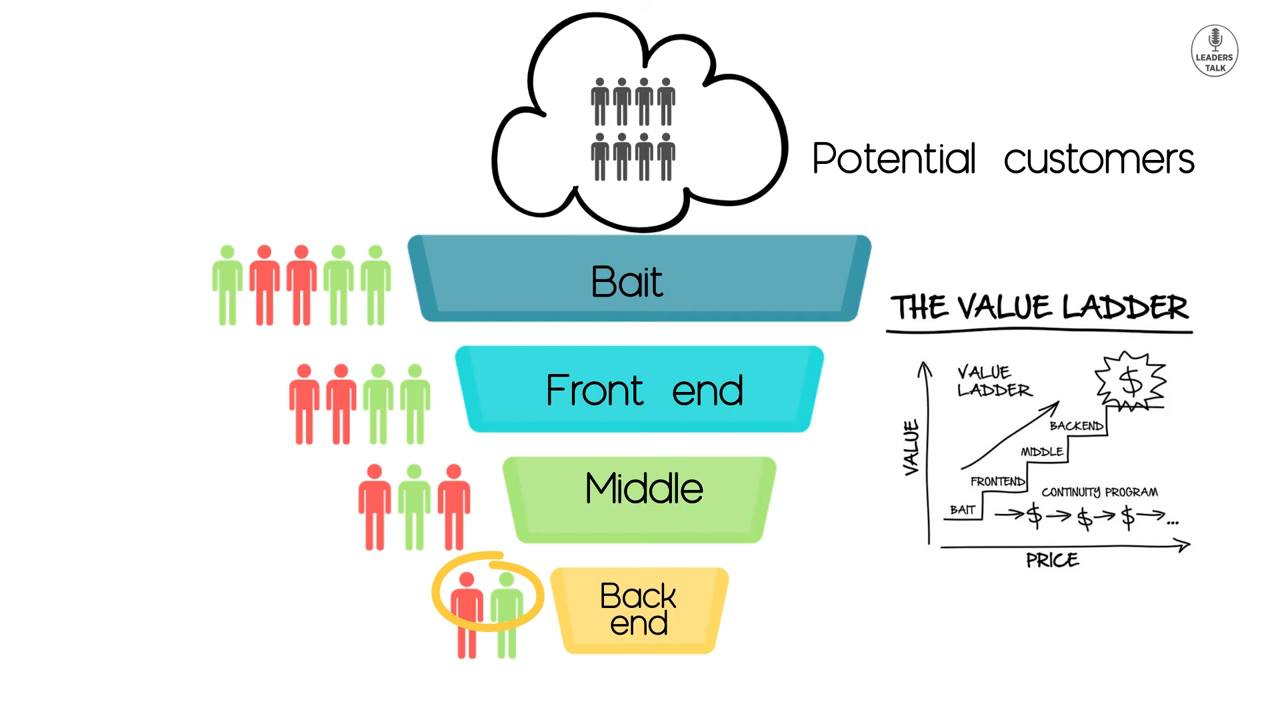 LEADERS
TALK
Potential customers
Bait
Front end
Middle
Back
end
THE VALUE LADDER
VALUE
LADDER
$
BACKEND
MIDDLE
FRONTEND
BAIT
CONTINUITY PROGRAM
$ $ $ ...
VALUE
PRICE